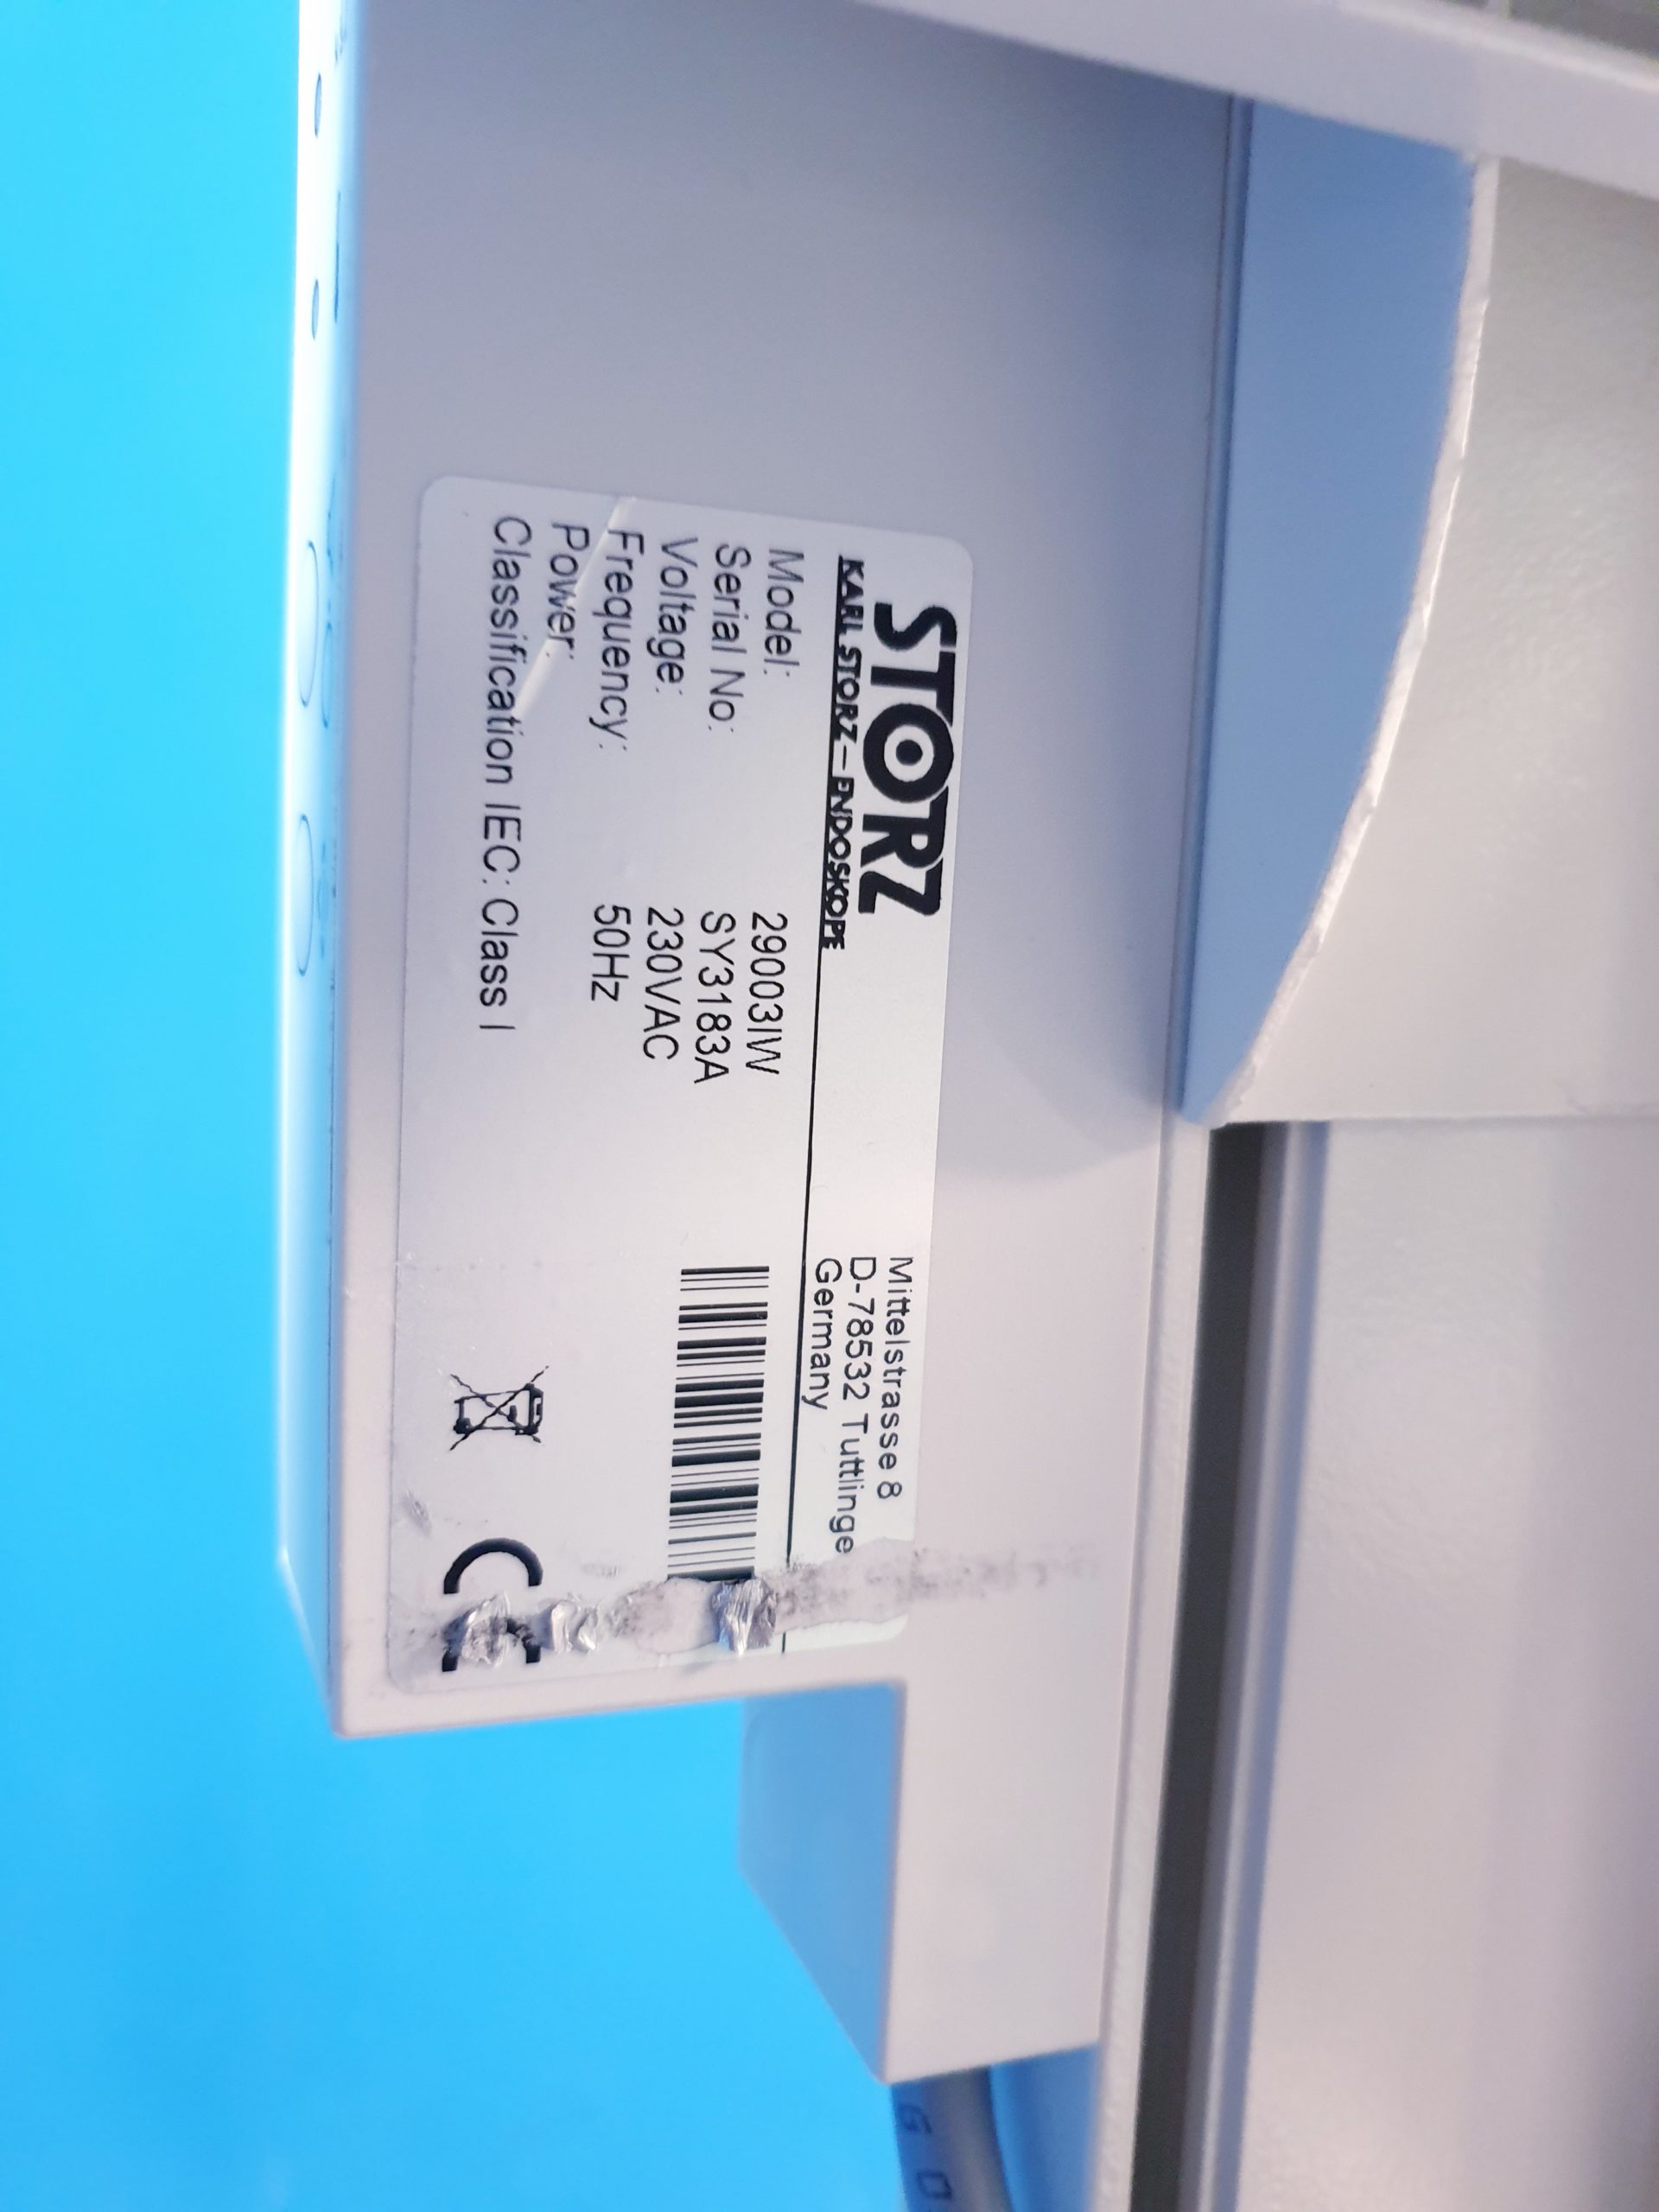 STORZ
KARL STORZ–ENDOSKOPE
Mittelstrasse 8
D-78532 Tuttlinge
Germany
Model: 29003IW
Serial No: SY3183A
Voltage: 230VAC
Frequency: 50Hz
Power:
Classification IEC: Class I
CE